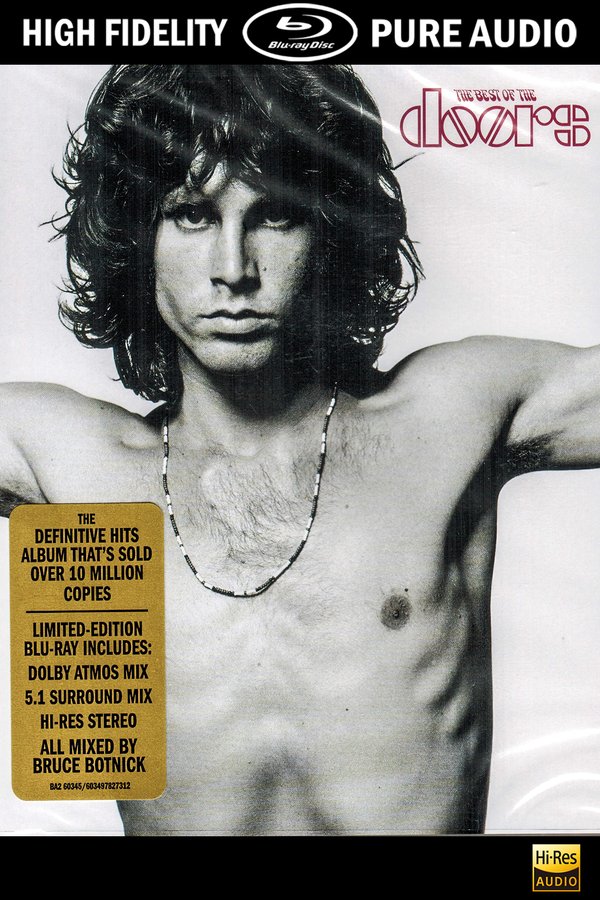 HIGH FIDELITY Blu-ray Disc PURE AUDIO
THE BEST OF THE
doors
THE
DEFINITIVE HITS
ALBUM THAT'S SOLD
OVER 10 MILLION
COPIES
LIMITED-EDITION
BLU-RAY INCLUDES:
DOLBY ATMOS MIX
5.1 SURROUND MIX
HI-RES STEREO
ALL MIXED BY
BRUCE BOTNICK
BA2 60345/603497827312
Hi-Res
AUDIO